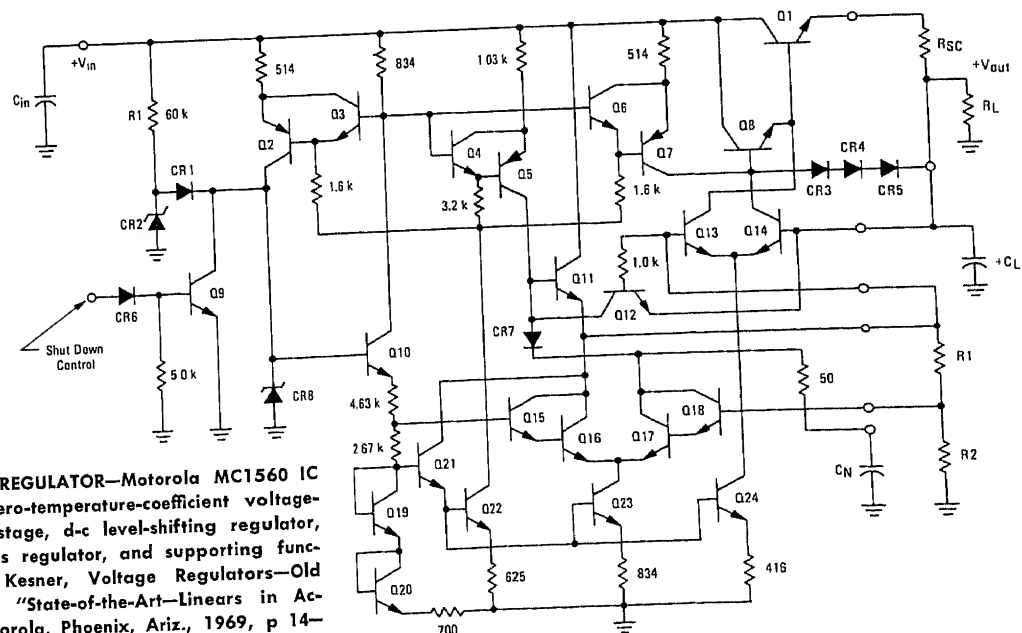 Q1
+Vin
Cin
R1
60 k
514
Q3
Q2
834
1 03 k
Q6
514
Q8
RSC
+Vout
RL
CR1
CR2
1.6 k
Q4
Q5
3.2 k
Q7
1.6 k
CR3
CR4
CR5
Q9
CR6
Shut Down
Control
5 0 k
CR8
Q10
Q11
1.0 k
Q12
Q13
Q14
+CL
CR7
R1
4.63 k
2 67 k
Q15
Q16
Q17
Q18
50
CN
R2
Q21
Q22
Q19
Q20
Q23
Q24
625
834
416
700
REGULATOR—Motorola MC1560 IC
ero-temperature-coefficient voltage-
stage, d-c level-shifting regulator,
s regulator, and supporting func-
Kesner, Voltage Regulators—Old
"State-of-the-Art—Linears in Ac-
orola, Phoenix, Ariz., 1969, p 14—